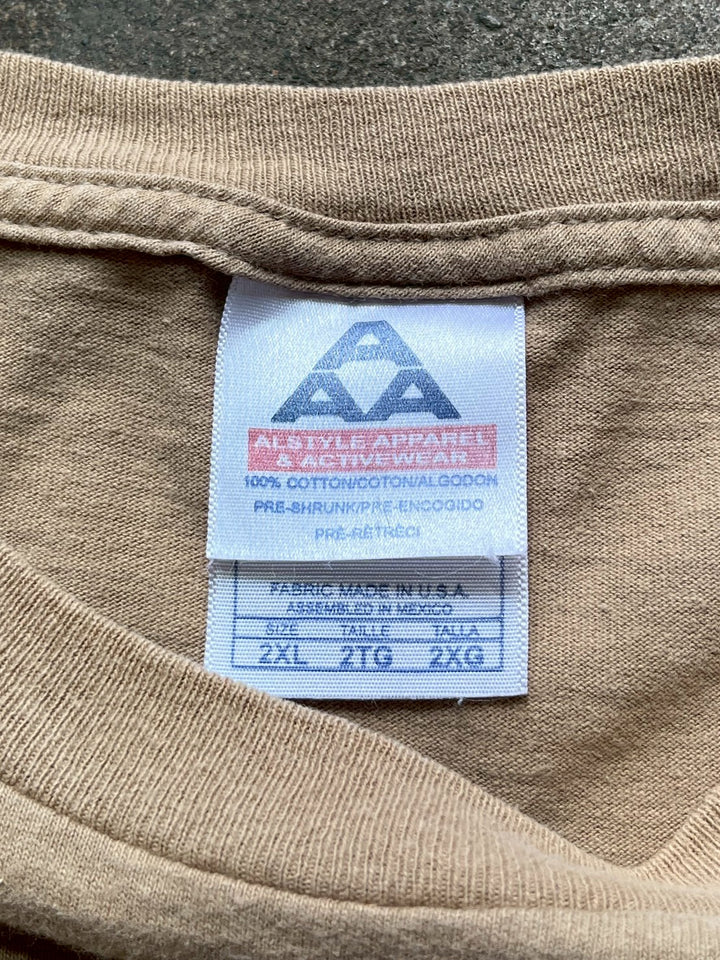 A
AA
ALSTYLE APPAREL
& ACTIVEWEAR
100% COTTON/COTON/ALGODON
PRE-SHRUNK/PRE-ENCOGIDO
PRÉ-RÉTRÉCI
FABRIC MADE IN U.S.A.
ASSEMBLED IN MEXICO
SIZE TAILLE TALLA
2XL 2TG 2XG